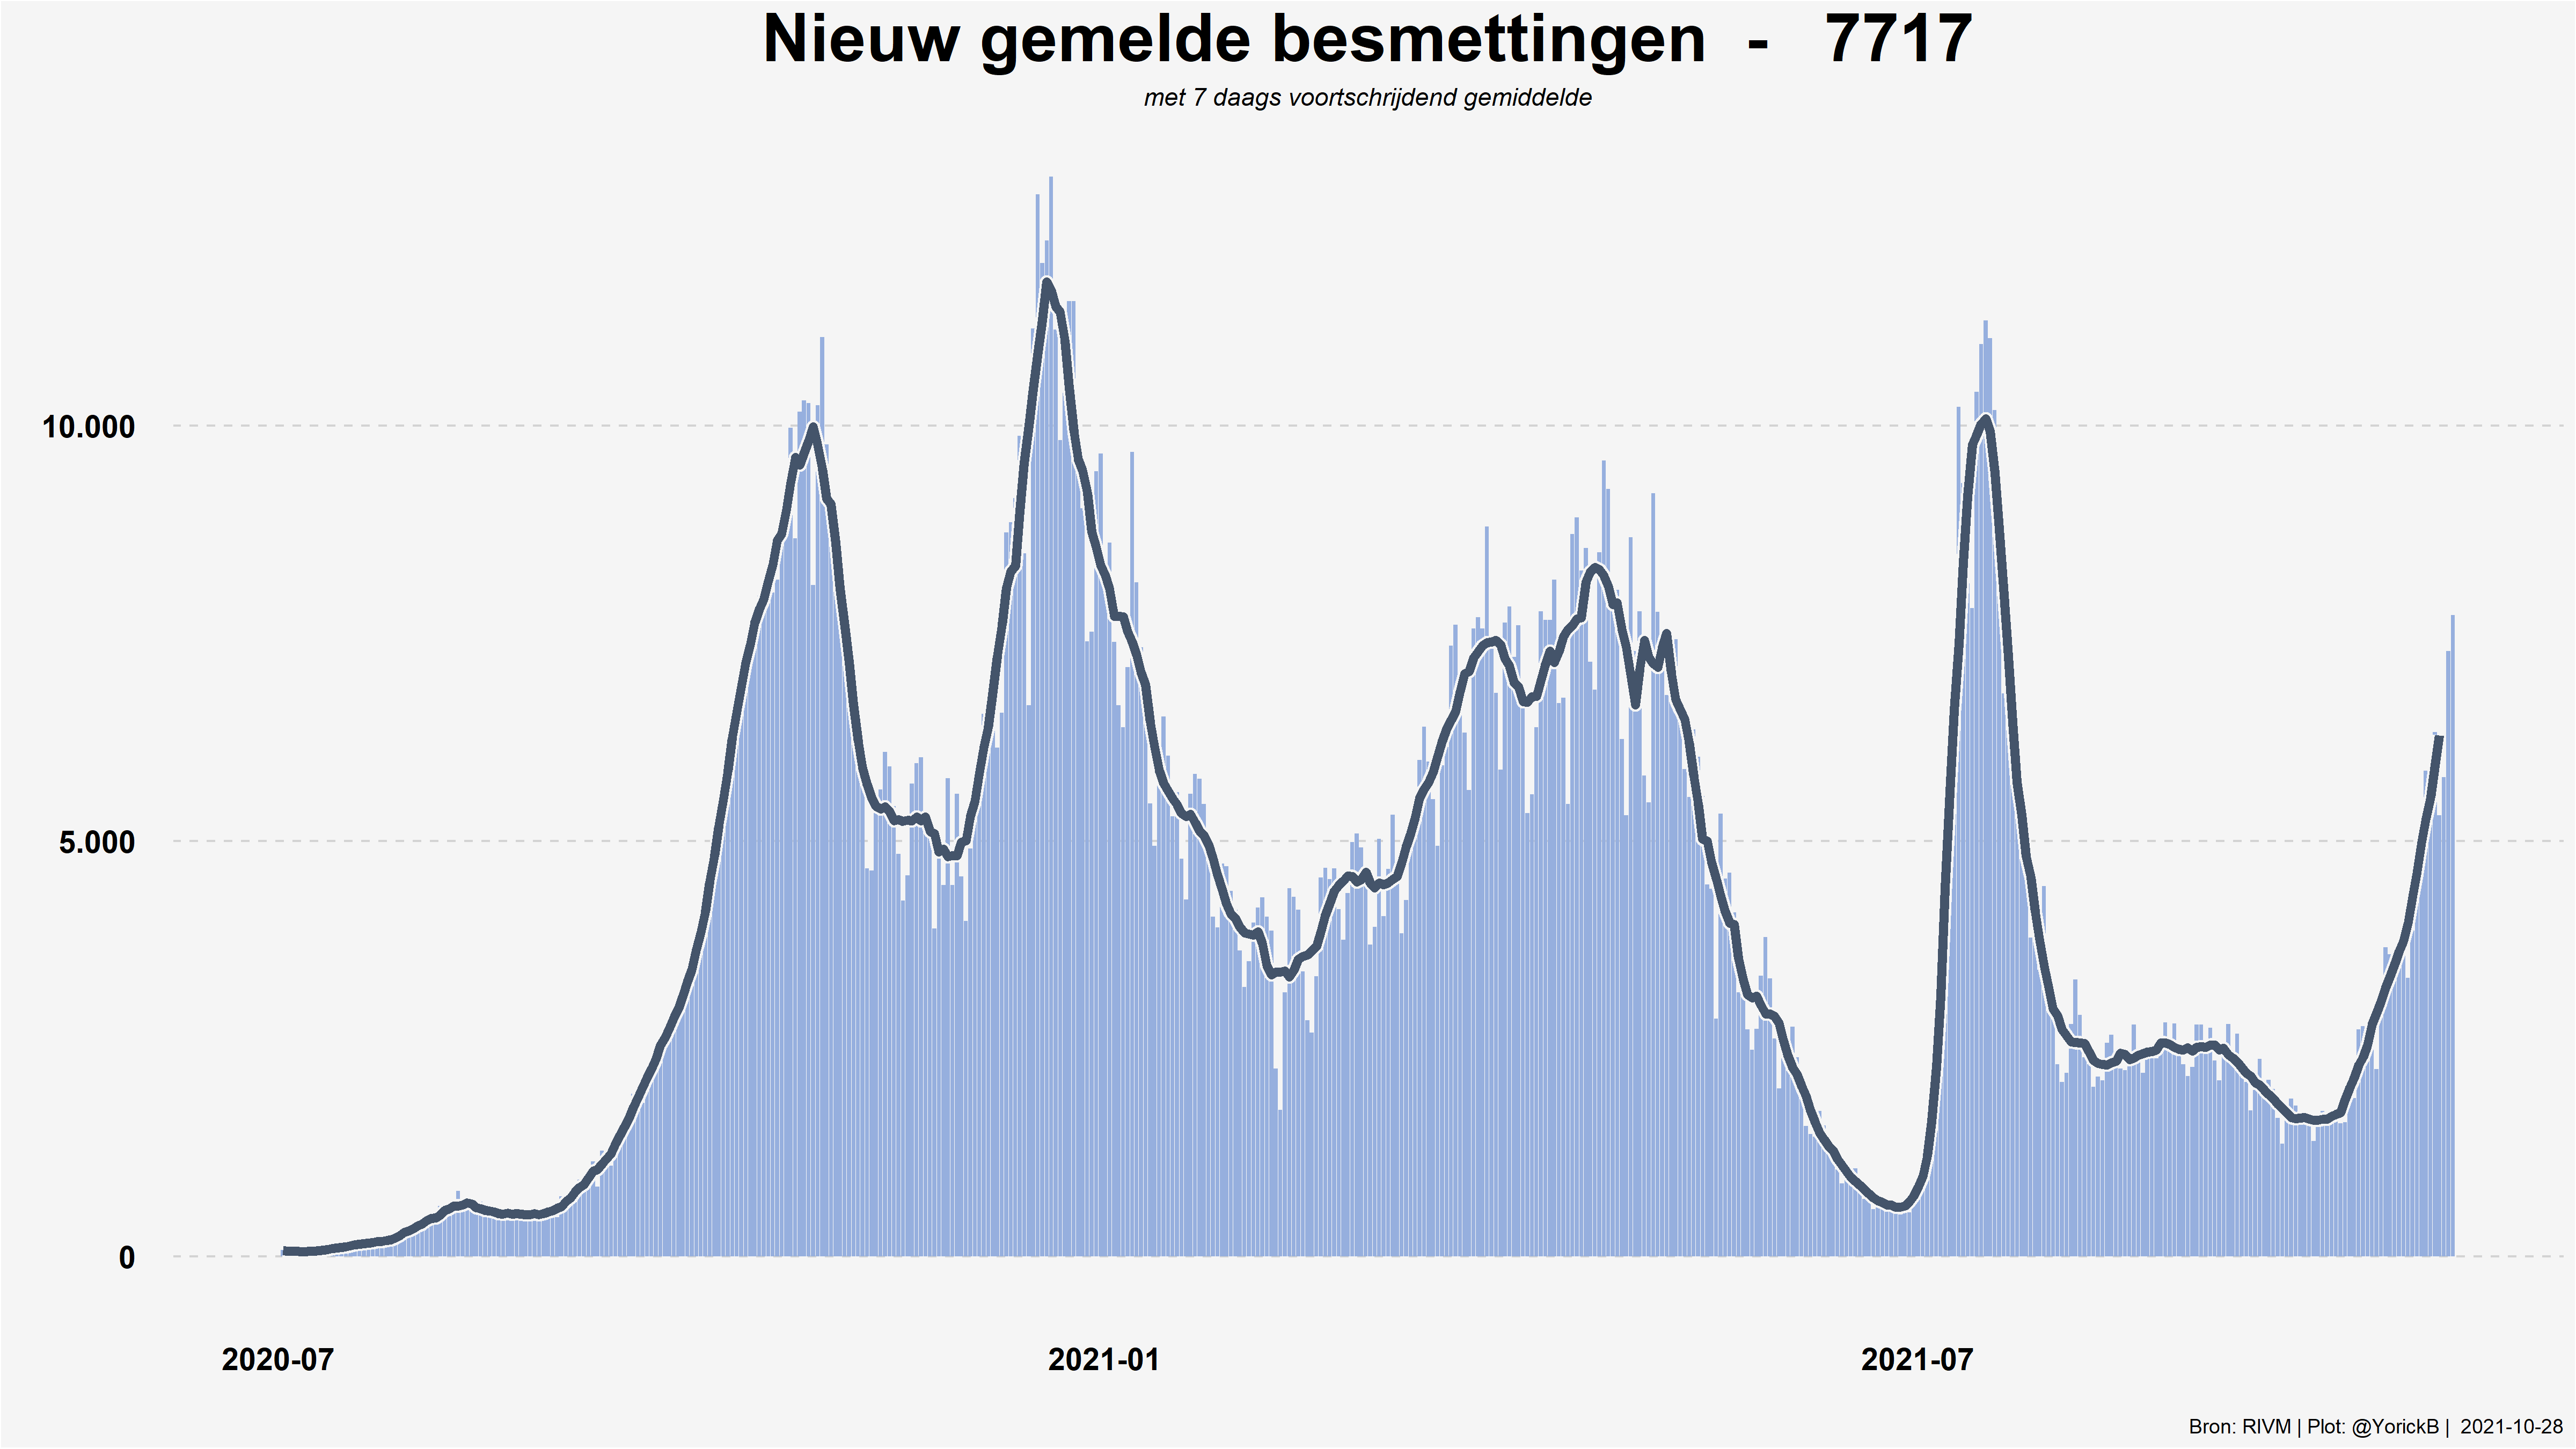 Nieuw gemelde besmettingen - 7717
met 7 daags voortschrijdend gemiddelde
10.000
5.000
0
2020-07 2021-01 2021-07
Bron: RIVM | Plot: @YorickB | 2021-10-28